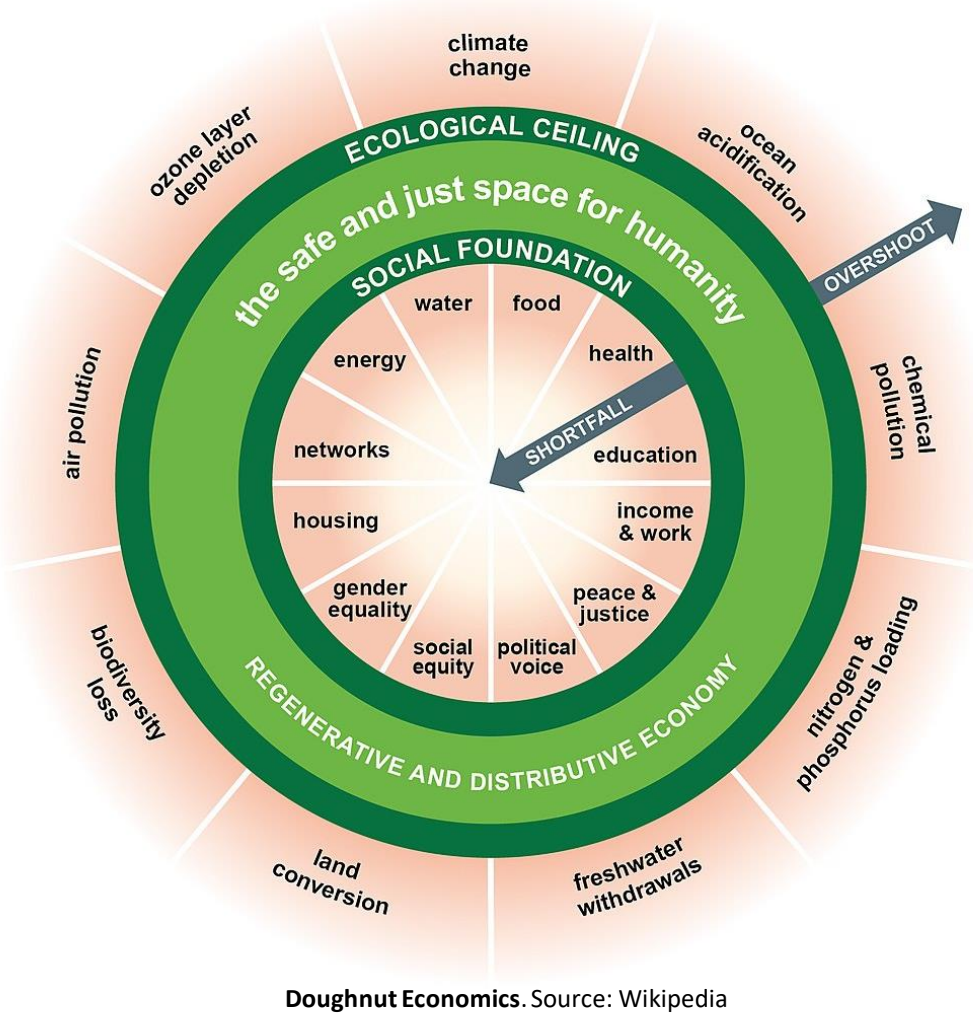 climate
change
ozone layer
depletion
ocean
acidification
ECOLOGICAL CEILING
the safe and just space for humanity
OVERSHOOT
SOCIAL FOUNDATION
water
food
energy
health
SHORTFALL
networks
education
housing
income
& work
gender
equality
peace &
justice
social
equity
political
voice
air pollution
chemical
pollution
biodiversity
loss
nitrogen &
phosphorus loading
REGENERATIVE AND DISTRIBUTIVE ECONOMY
land
conversion
freshwater
withdrawals
Doughnut Economics. Source: Wikipedia